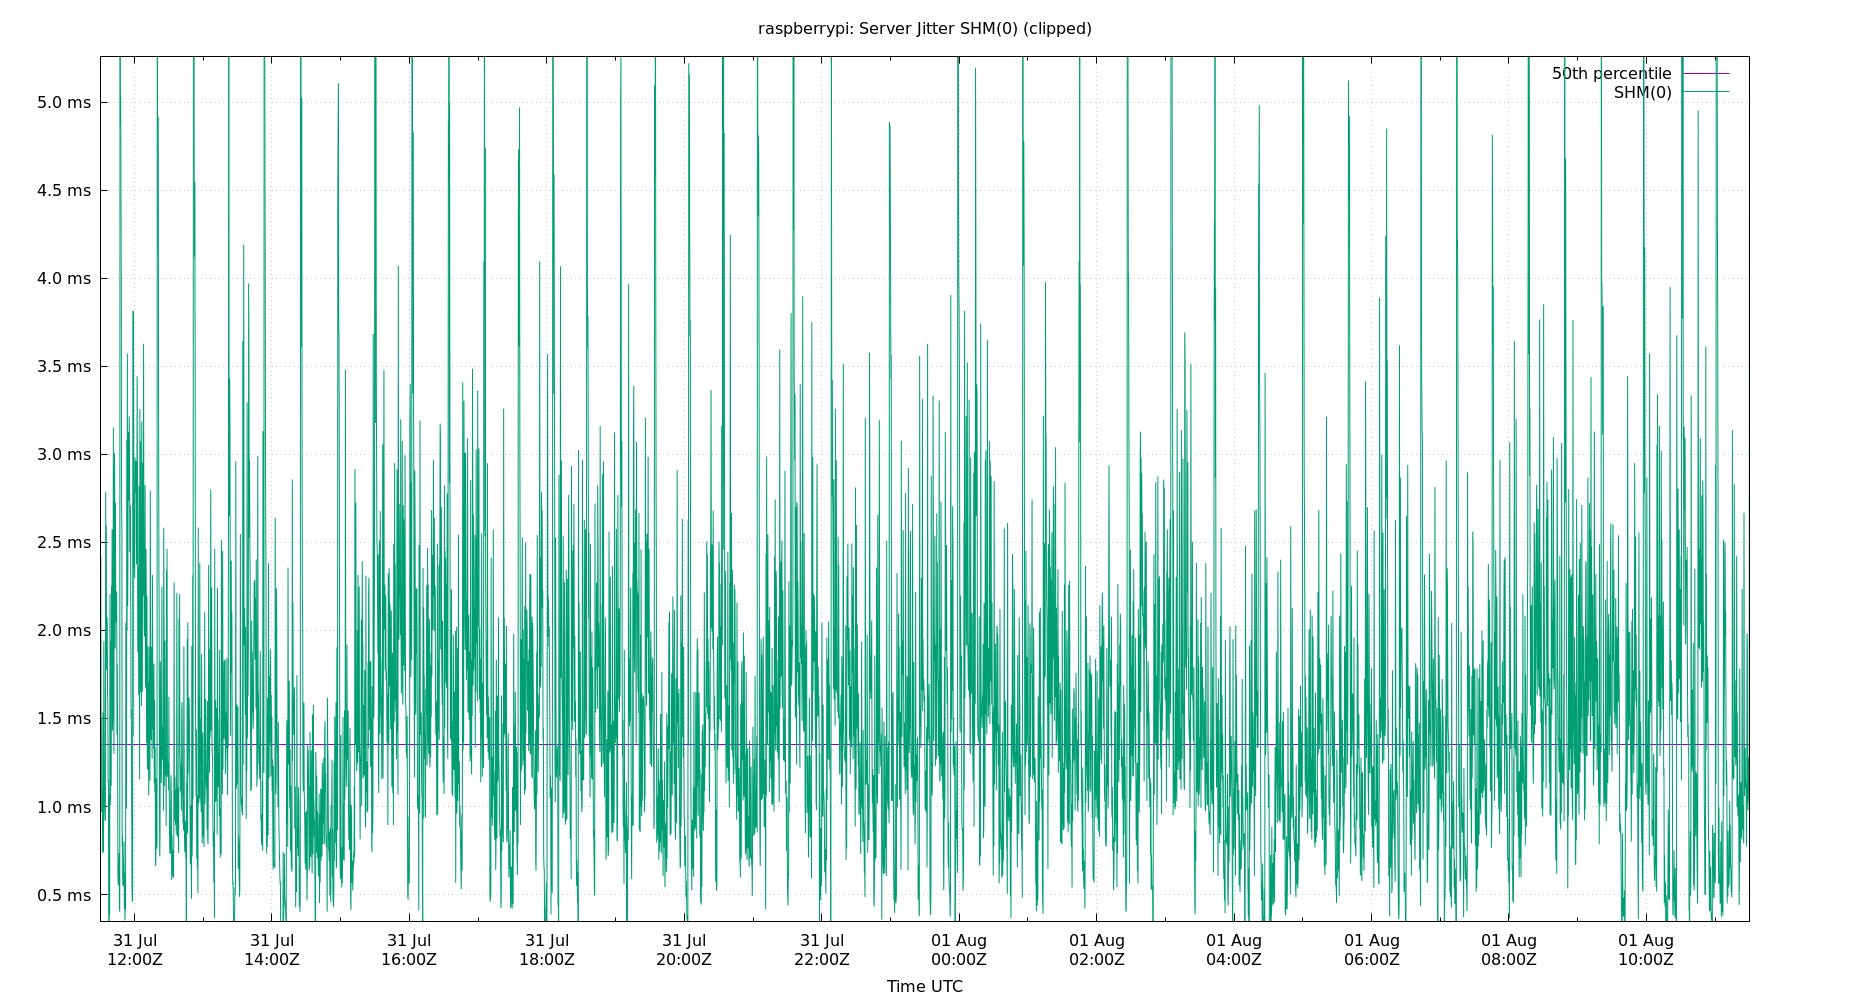 raspberrypi: Server Jitter SHM(0) (clipped)
50th percentile
SHM(0)
5.0 ms
4.5 ms
4.0 ms
3.5 ms
3.0 ms
2.5 ms
2.0 ms
1.5 ms
1.0 ms
0.5 ms
31 Jul 31 Jul 31 Jul 31 Jul 31 Jul 31 Jul 01 Aug 01 Aug 01 Aug 01 Aug 01 Aug 01 Aug
12:00Z 14:00Z 16:00Z 18:00Z 20:00Z 22:00Z 00:00Z 02:00Z 04:00Z 06:00Z 08:00Z 10:00Z
Time UTC